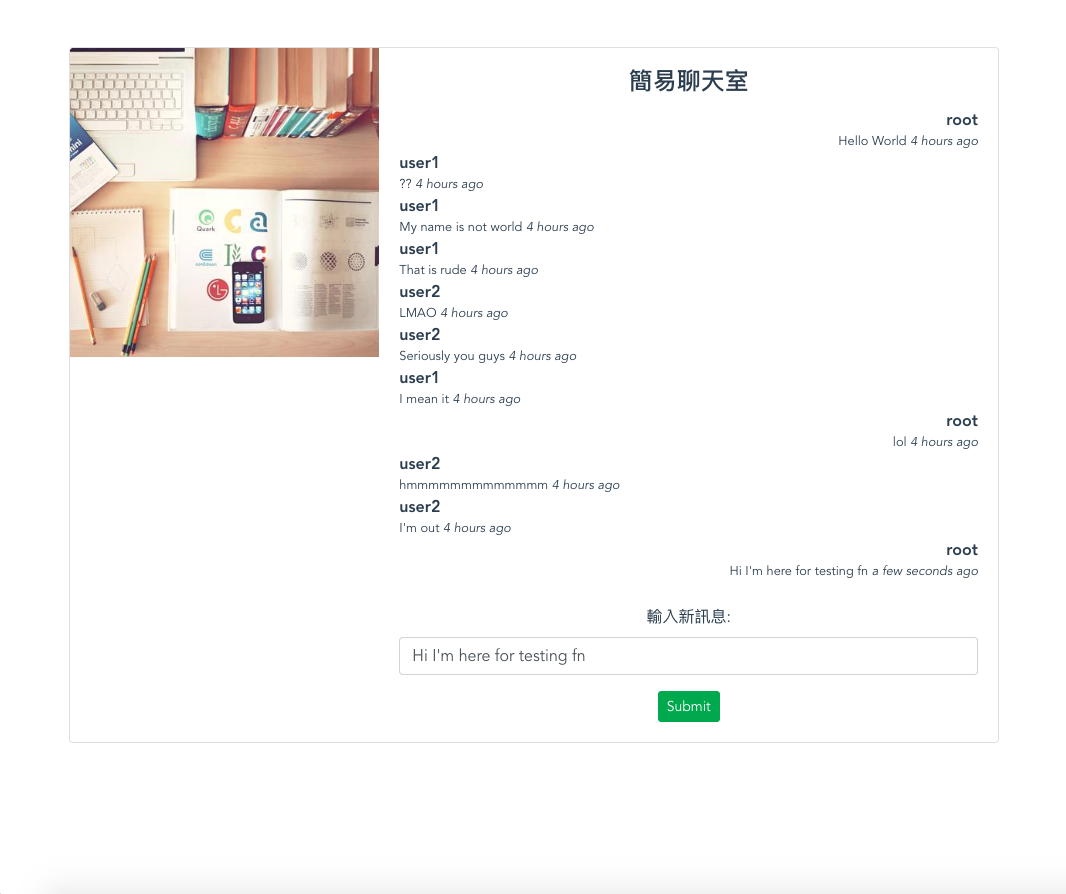 簡易聊天室
root
Hello World 4 hours ago
user1
?? 4 hours ago
user1
My name is not world 4 hours ago
user1
That is rude 4 hours ago
user2
LMAO 4 hours ago
user2
Seriously you guys 4 hours ago
user1
I mean it 4 hours ago
root
lol 4 hours ago
user2
hmmmmmmmmmmmmm 4 hours ago
user2
I'm out 4 hours ago
root
Hi I'm here for testing fn a few seconds ago
輸入新訊息:
Hi I'm here for testing fn
Submit
Quark
LG